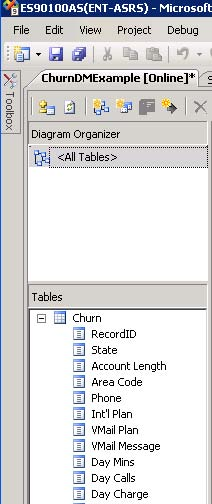 ES90100AS(ENT-ASRS) - Microsoft
File Edit View Project
ChurnDMExample [Online]*
Toolbox
Diagram Organizer
<All Tables>
Tables
Churn
RecordID
State
Account Length
Area Code
Phone
Int'l Plan
VMail Plan
VMail Message
Day Mins
Day Calls
Day Charge